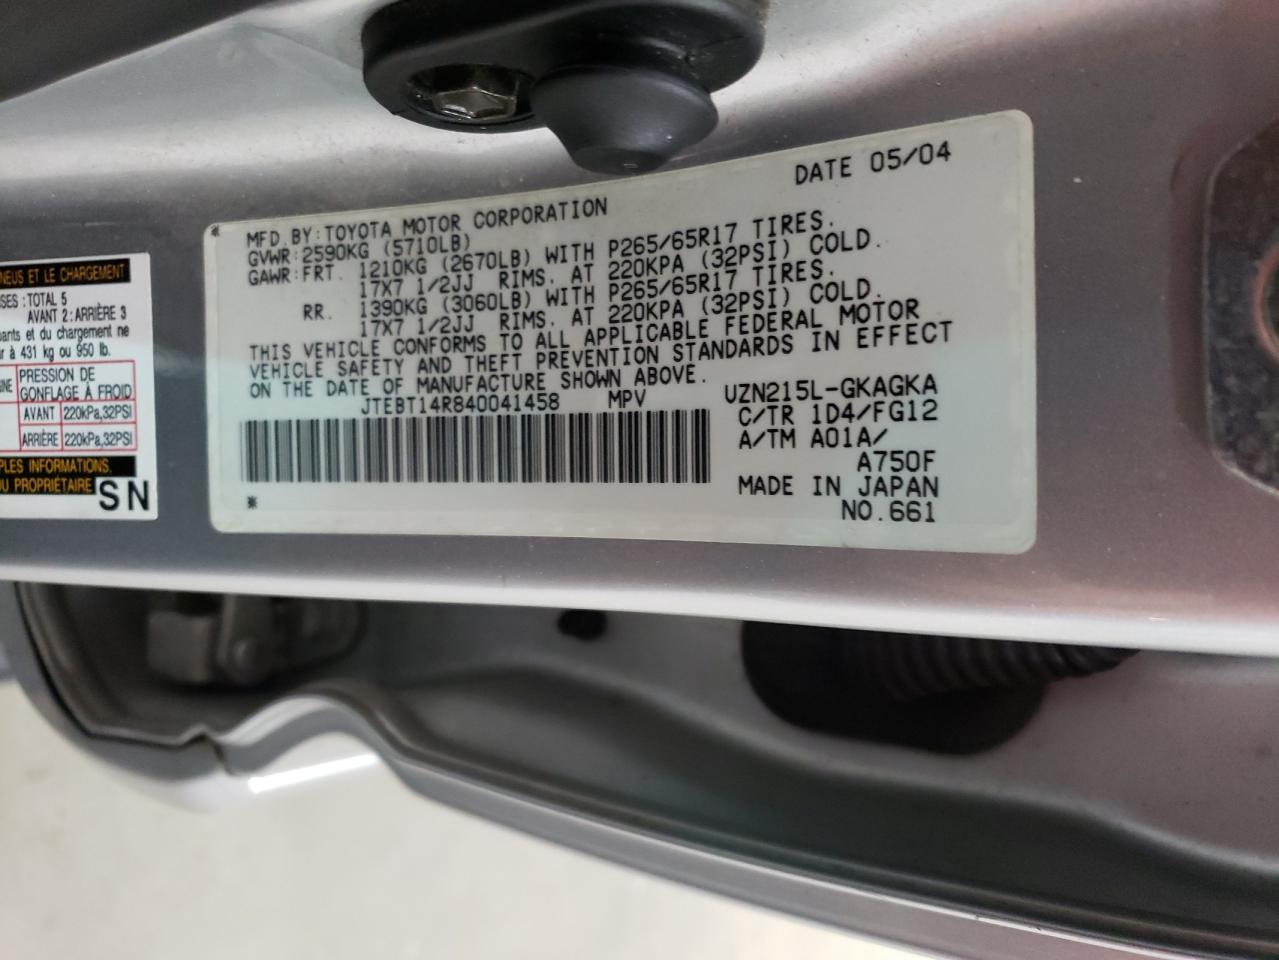 NEUS ET LE CHARGEMENT
SES : TOTAL 5
AVANT 2 : ARRIÈRE 3
pants et du chargement ne
r à 431 kg ou 950 lb.
INE PRESSION DE
GONFLAGE À FROID
AVANT 220kPa,32PSI
ARRIÈRE 220kPa,32PSI
PLES INFORMATIONS.
DU PROPRIÉTAIRE
SN
* DATE 05/04
MFD. BY: TOYOTA MOTOR CORPORATION
GVWR: 2590KG (5710LB)
GAWR: FRT. 1210KG (2670LB) WITH P265/65R17 TIRES.
17X7 1/2JJ RIMS. AT 220KPA (32PSI) COLD.
RR. 1390KG (3060LB) WITH P265/65R17 TIRES.
17X7 1/2JJ RIMS. AT 220KPA (32PSI) COLD.
THIS VEHICLE CONFORMS TO ALL APPLICABLE FEDERAL MOTOR
VEHICLE SAFETY AND THEFT PREVENTION STANDARDS IN EFFECT
ON THE DATE OF MANUFACTURE SHOWN ABOVE.
JTEBT14R840041458 MPV UZN215L-GKAGKA
C/TR 1D4/FG12
A/TM A01A/
A750F
MADE IN JAPAN
* NO.661